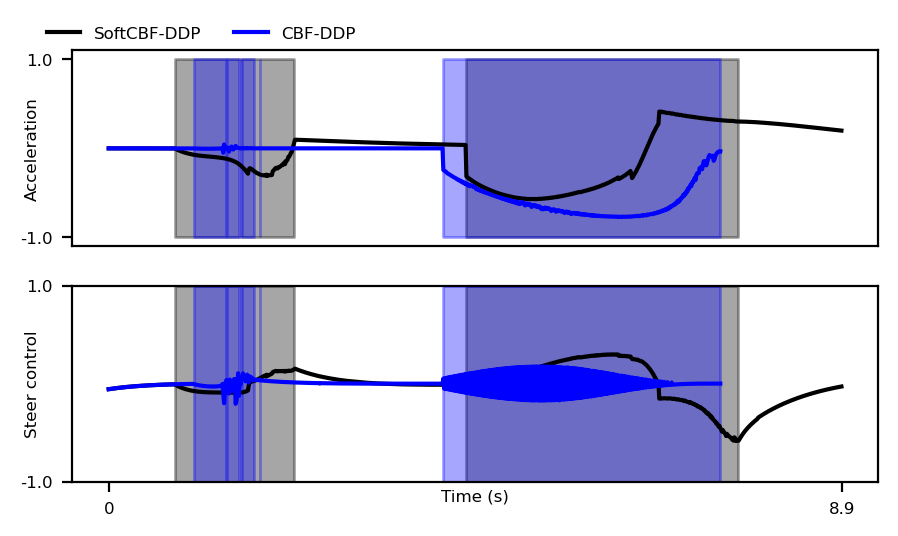 SoftCBF-DDP CBF-DDP
1.0
Acceleration
-1.0
1.0
Steer control
-1.0
0 Time (s) 8.9